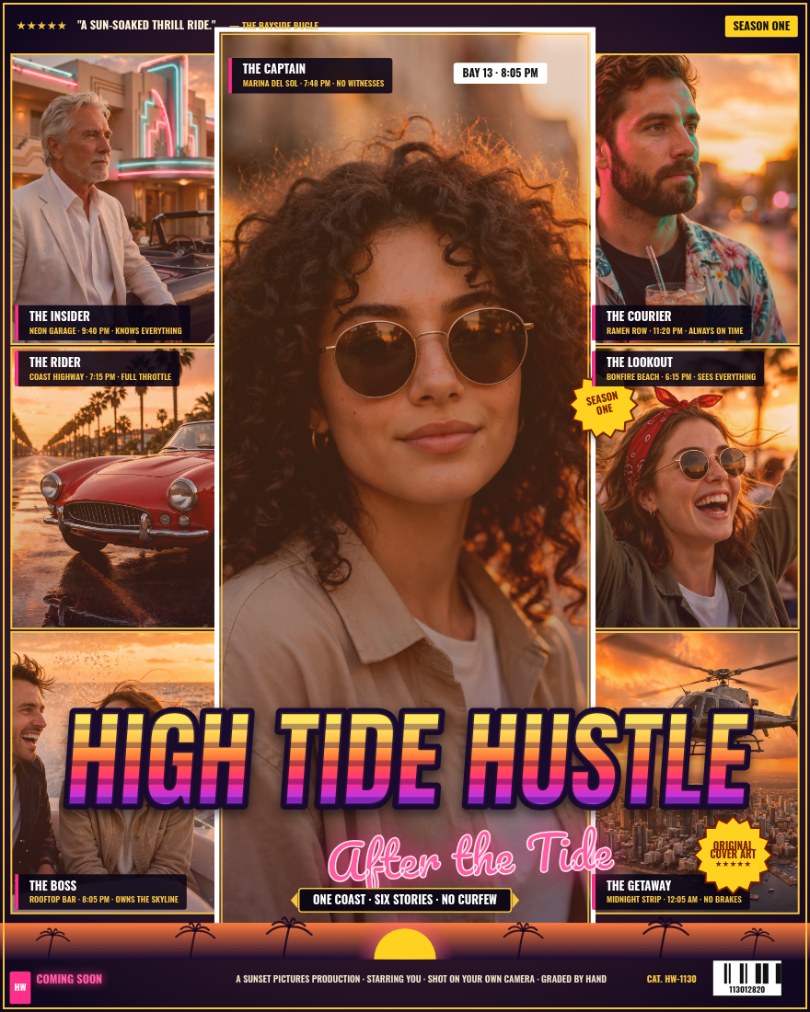 ★★★★★ "A SUN-SOAKED THRILL RIDE." — THE BAYSIDE BUGLE
SEASON ONE
THE CAPTAIN
MARINA DEL SOL · 7:48 PM · NO WITNESSES
BAY 13 · 8:05 PM
THE INSIDER
NEON GARAGE · 9:40 PM · KNOWS EVERYTHING
THE COURIER
RAMEN ROW · 11:20 PM · ALWAYS ON TIME
THE RIDER
COAST HIGHWAY · 7:15 PM · FULL THROTTLE
THE LOOKOUT
BONFIRE BEACH · 6:15 PM · SEES EVERYTHING
SEASON
ONE
HIGH TIDE HUSTLE
After the Tide
ORIGINAL
COVER ART
★★★★★
THE BOSS
ROOFTOP BAR · 8:05 PM · OWNS THE SKYLINE
ONE COAST · SIX STORIES · NO CURFEW
THE GETAWAY
MIDNIGHT STRIP · 12:05 AM · NO BRAKES
HW
COMING SOON
A SUNSET PICTURES PRODUCTION · STARRING YOU · SHOT ON YOUR OWN CAMERA · GRADED BY HAND
CAT. HW-1130
113012820